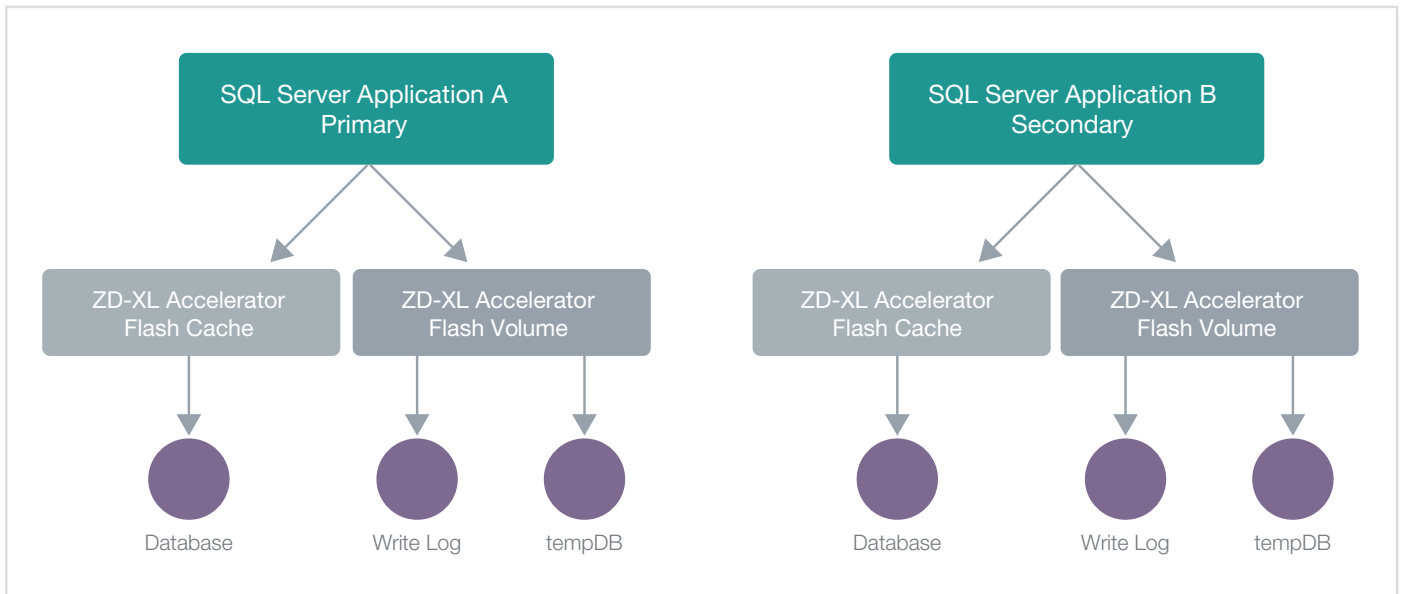 SQL Server Application A
Primary
SQL Server Application B
Secondary
ZD-XL Accelerator
Flash Cache
ZD-XL Accelerator
Flash Volume
ZD-XL Accelerator
Flash Cache
ZD-XL Accelerator
Flash Volume
Database
Write Log
tempDB
Database
Write Log
tempDB